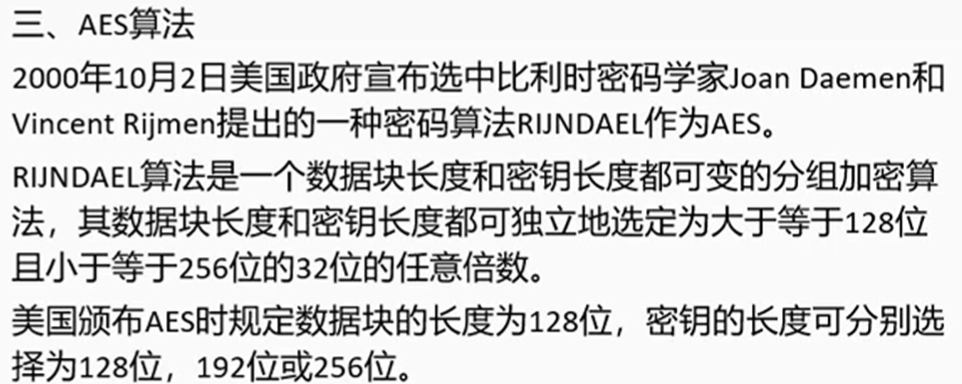 三、AES算法
2000年10月2日美国政府宣布选中比利时密码学家Joan Daemen和
Vincent Rijmen提出的一种密码算法RIJNDAEL作为AES。
RIJNDAEL算法是一个数据块长度和密钥长度都可变的分组加密算
法，其数据块长度和密钥长度都可独立地选定为大于等于128位
且小于等于256位的32位的任意倍数。
美国颁布AES时规定数据块的长度为128位，密钥的长度可分别选
择为128位，192位或256位。